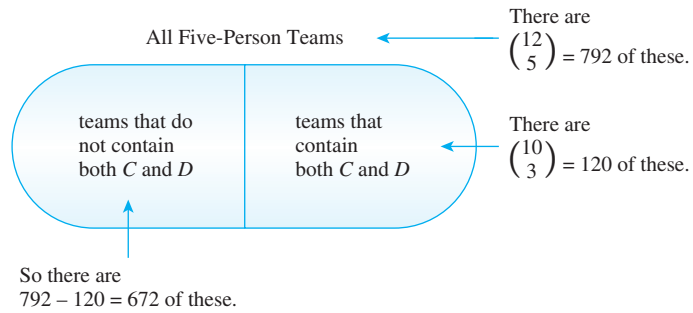 All Five-Person Teams
There are
(12 5) = 792 of these.
teams that do
not contain
both C and D
teams that
contain
both C and D
There are
(10 3) = 120 of these.
So there are
792 – 120 = 672 of these.